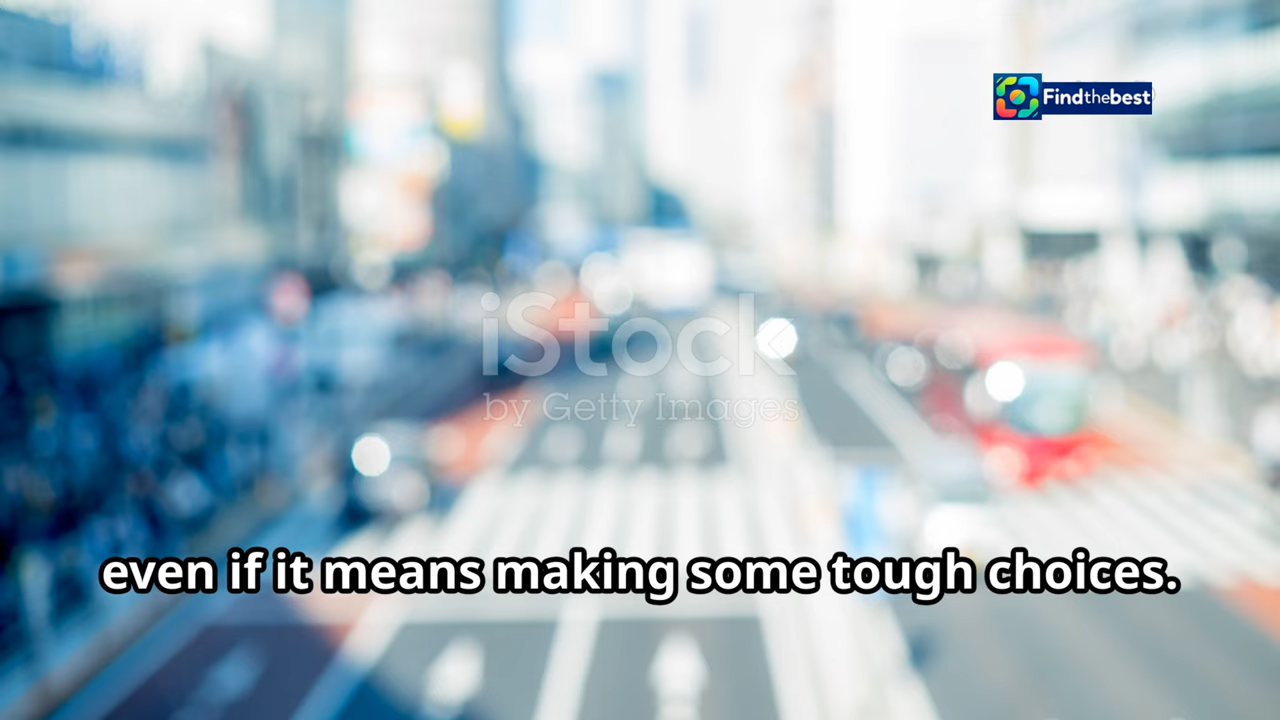 Findthebest
iStock
by Getty Images
even if it means making some tough choices.